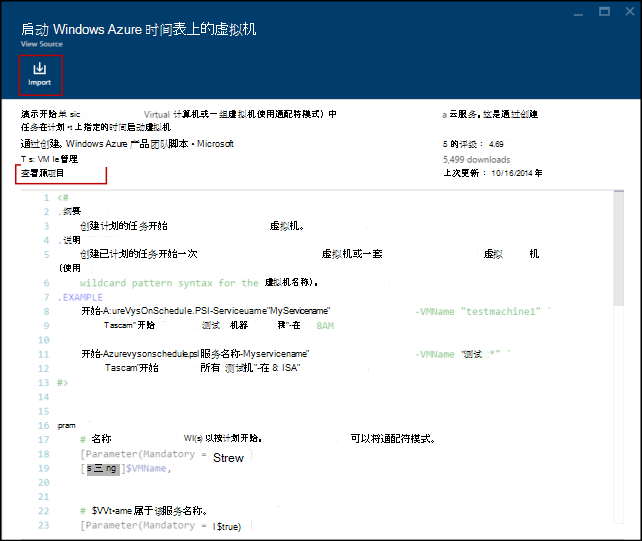 启动 Windows Azure 时间表上的虚拟机
View Source
Import
演示开始单 sic Virtual 计算机或一组虚拟机使用通配符模式）中 a 云服务。这是通过创建
任务在计划 •t 上指定的时间启动虚拟机
通过创建. Windows Azure 产品团队脚本 • Microsoft 5 的评级： 4.69
T s: VM le 管理 5,499 downloads
查看源项目 上次更新： 10/16/2014 年
1 <#
2 .纲要
3 创建计划的任务开始 虚拟机。
4 .说明
5 创建已计划的任务开始一次 虚拟机或一套 虚拟 机
（使用
6 wildcard pattern syntax for the 虚拟机名称）。
7 .EXAMPLE
8 开始-A:ureVysOnSchedule.PSI-Serviceuame"MyServicename" -VMName "testmachine1" `
9 Tascam"开始 测试 机器 "-在 8AM
10
11 开始-Azurevysonschedule.psl服务名称-Myservicename" -VMName "测试 *" `
12 Tascam"开始 所有 测试机"-在 & ISA"
13 #>
14
15
16 pram
17 # 名称 WI(s) 以按计划开始。 可以将通配符模式。
18 [Parameter(Mandatory = Strew
19 [s 三 ng ]$VMName,
20
21
22 # $VVt•ame 属于该服务名称。
23 [Parameter(Mandatory = l $true)